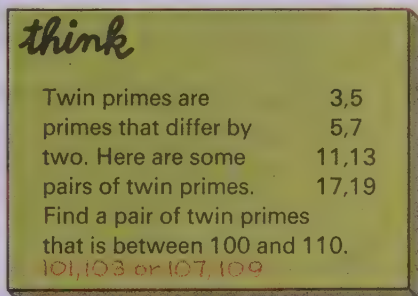 think
Twin primes are 3,5
primes that differ by 5,7
two. Here are some 11,13
pairs of twin primes. 17,19
Find a pair of twin primes
that is between 100 and 110.
101,103 or 107,109